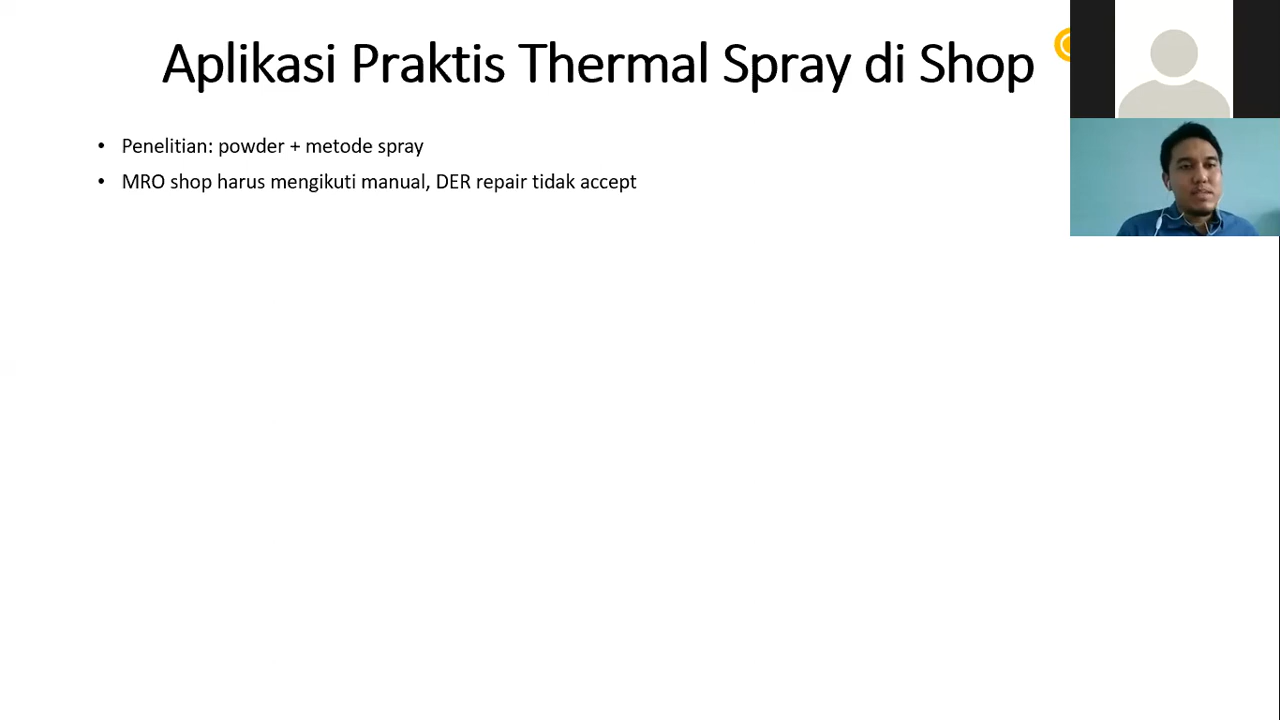 Aplikasi Praktis Thermal Spray di Shop
• Penelitian: powder + metode spray
• MRO shop harus mengikuti manual, DER repair tidak accept